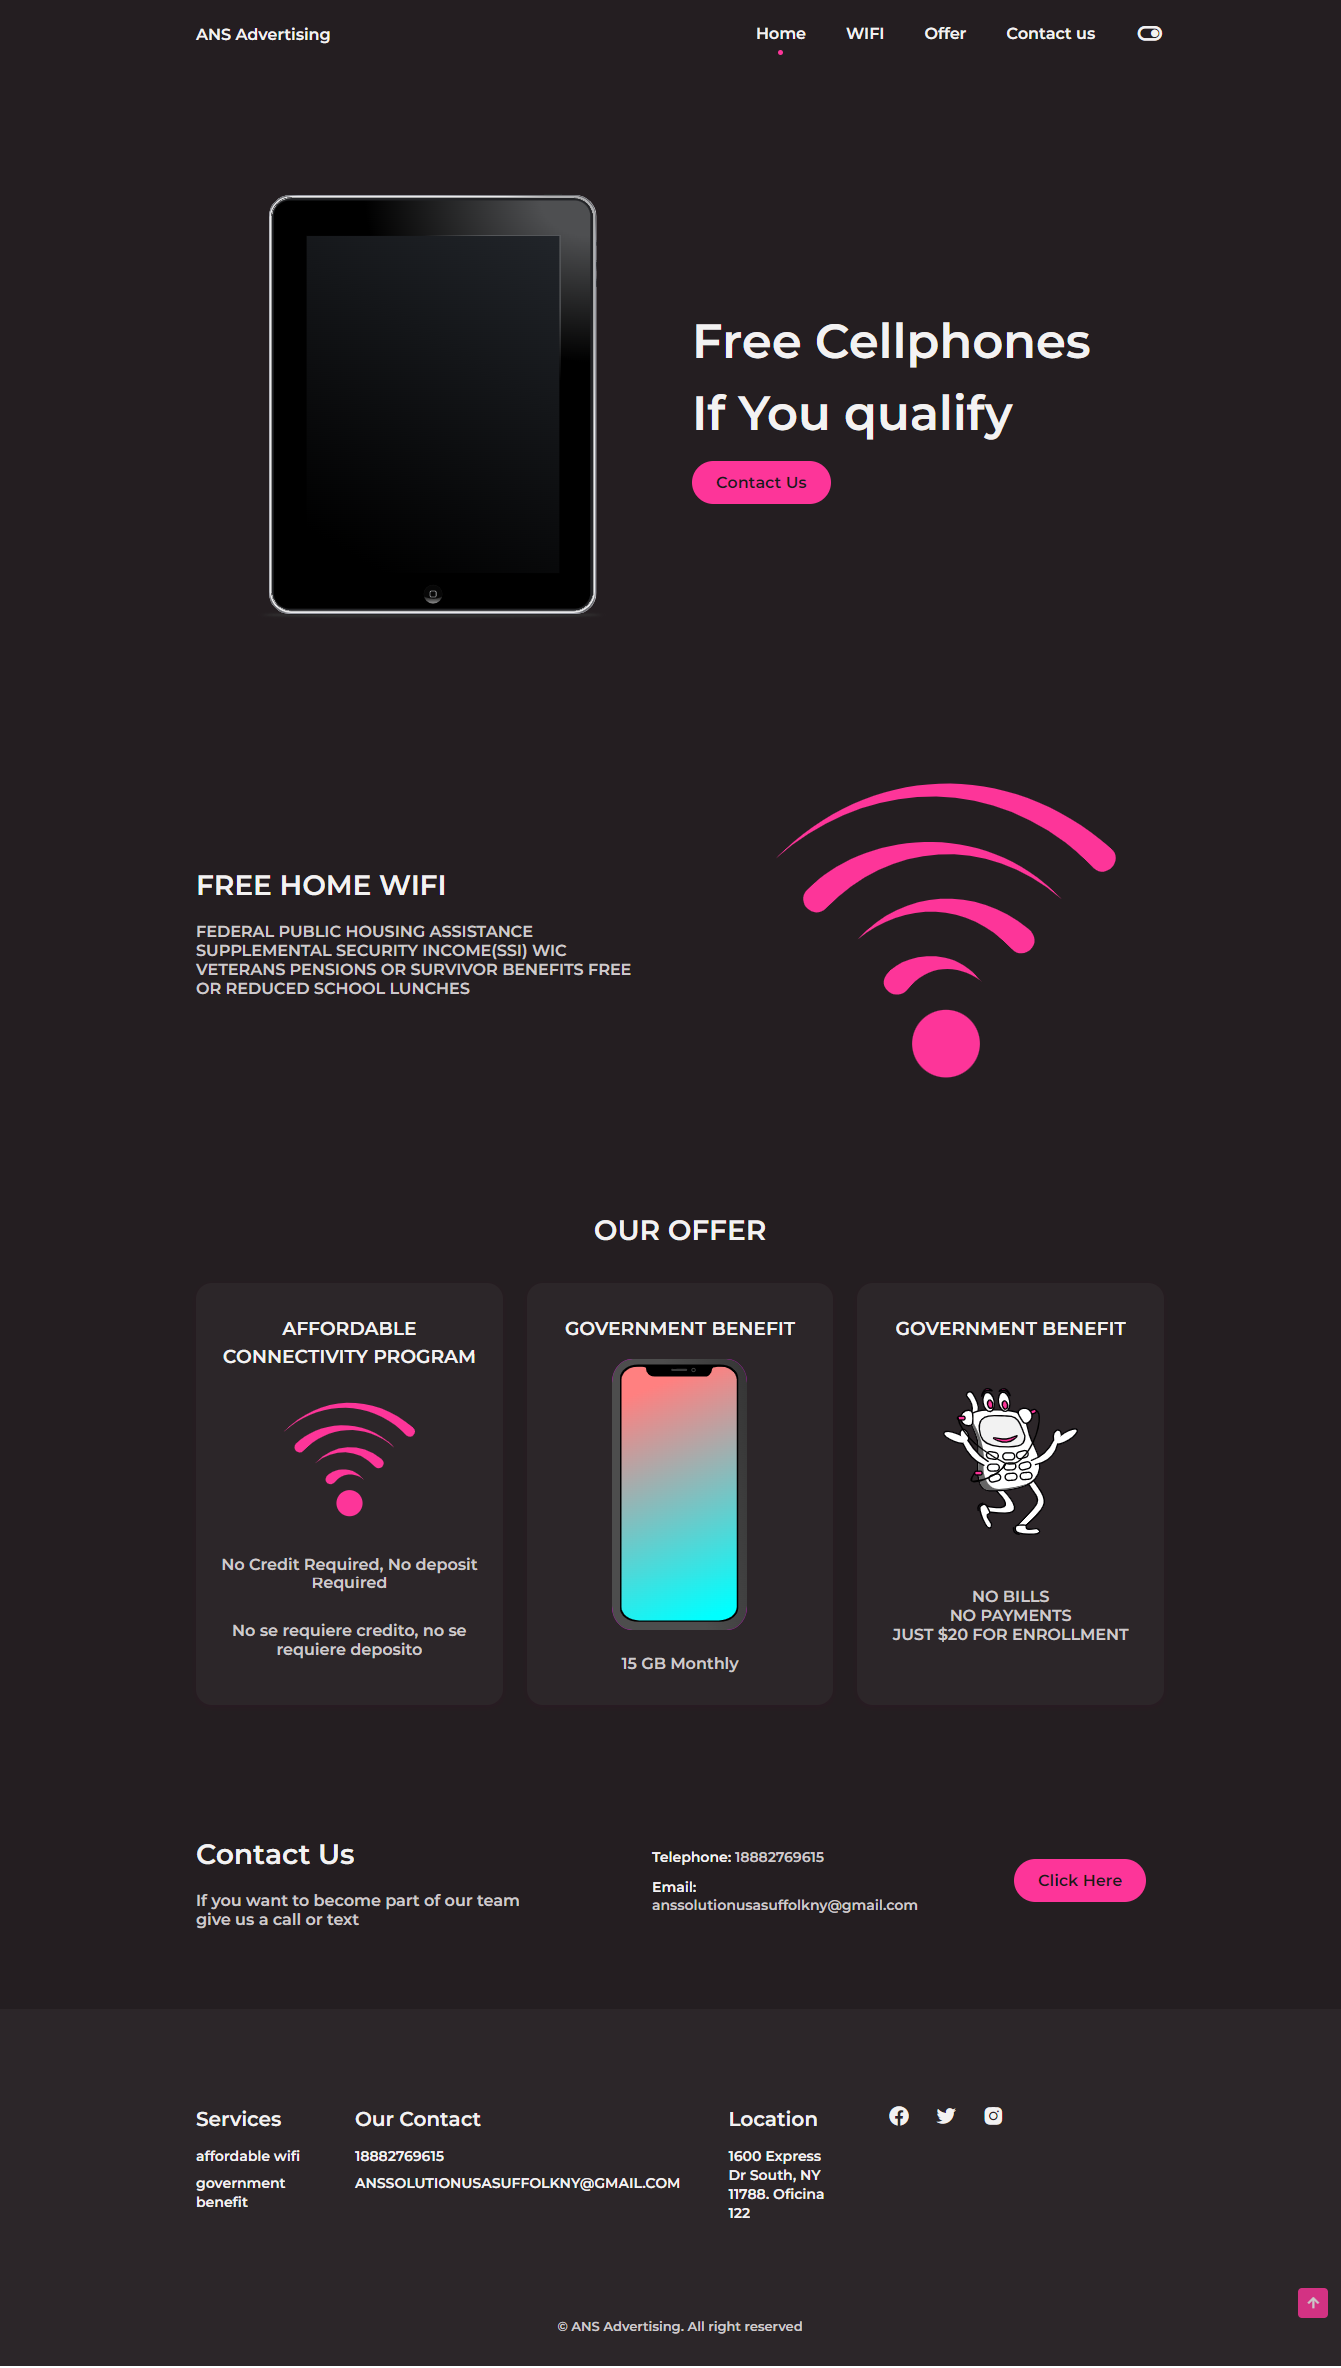 ANS Advertising
Home
WIFI
Offer
Contact us
Free Cellphones
If You qualify
Contact Us
FREE HOME WIFI
FEDERAL PUBLIC HOUSING ASSISTANCE
SUPPLEMENTAL SECURITY INCOME(SSI) WIC
VETERANS PENSIONS OR SURVIVOR BENEFITS FREE
OR REDUCED SCHOOL LUNCHES
OUR OFFER
AFFORDABLE
CONNECTIVITY PROGRAM
No Credit Required, No deposit
Required
No se requiere credito, no se
requiere deposito
GOVERNMENT BENEFIT
15 GB Monthly
GOVERNMENT BENEFIT
NO BILLS
NO PAYMENTS
JUST $20 FOR ENROLLMENT
Contact Us
If you want to become part of our team
give us a call or text
Telephone: 18882769615
Email:
anssolutionusasuffolkny@gmail.com
Click Here
Services
affordable wifi
government
benefit
Our Contact
18882769615
ANSSOLUTIONUSASUFFOLKNY@GMAIL.COM
Location
1600 Express
Dr South, NY
11788. Oficina
122
© ANS Advertising. All right reserved